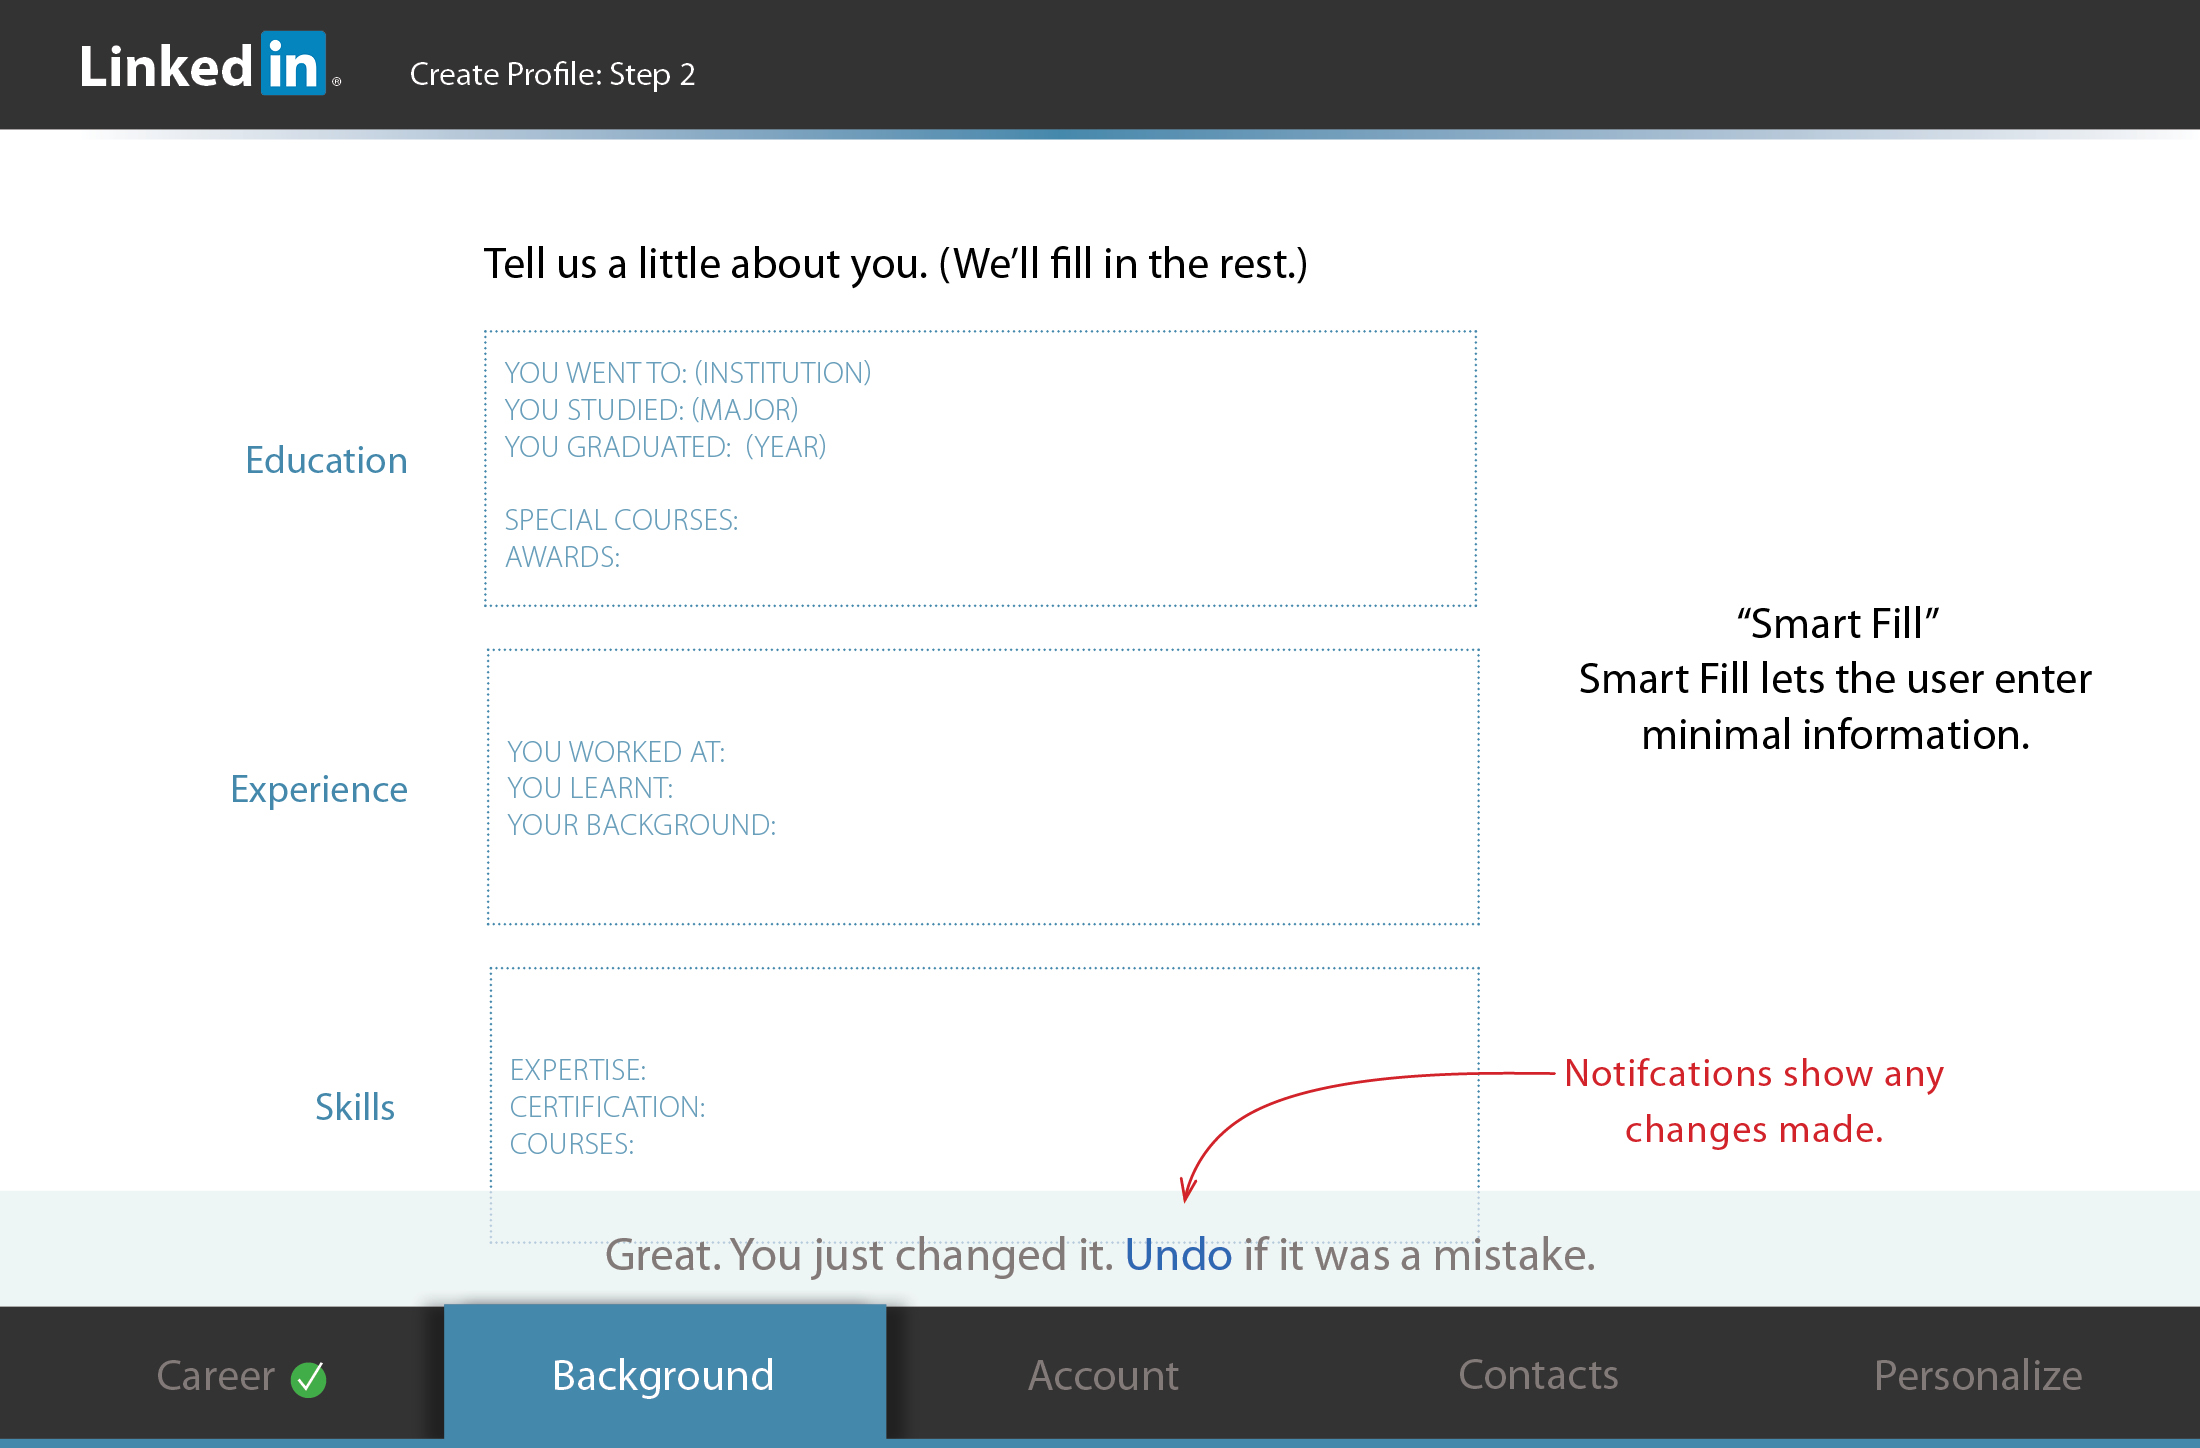 Linked in ®
Create Profile: Step 2
Tell us a little about you. (We’ll fill in the rest.)
Education
YOU WENT TO: (INSTITUTION)
YOU STUDIED: (MAJOR)
YOU GRADUATED: (YEAR)
SPECIAL COURSES:
AWARDS:
“Smart Fill”
Smart Fill lets the user enter
minimal information.
Experience
YOU WORKED AT:
YOU LEARNT:
YOUR BACKGROUND:
Skills
EXPERTISE:
CERTIFICATION:
COURSES:
Notifcations show any
changes made.
Great. You just changed it. Undo if it was a mistake.
Career
Background
Account
Contacts
Personalize